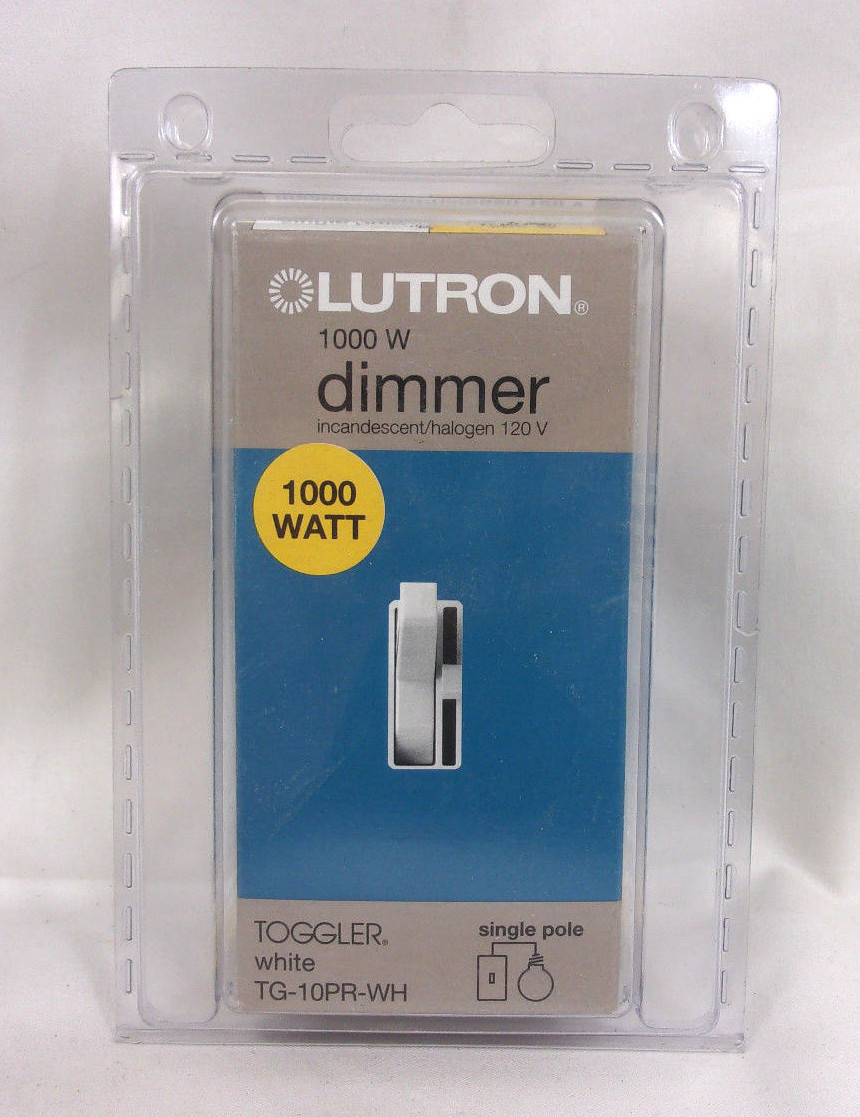 LUTRON®
1000 W
dimmer
incandescent/halogen 120 V
1000
WATT
TOGGLER®
white
TG-10PR-WH
single pole